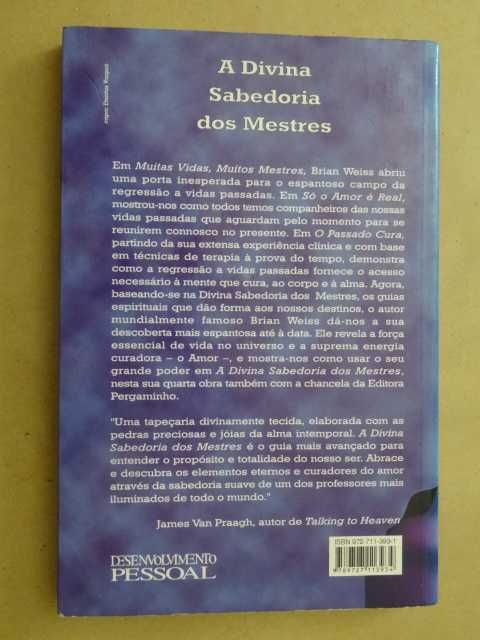 A Divina
Sabedoria
dos Mestres
Em Muitas Vidas, Muitos Mestres, Brian Weiss abriu
uma porta inesperada para o espantoso campo da
regressão a vidas passadas. Em Só o Amor é Real,
mostrou-nos como todos temos companheiros das nossas
vidas passadas que aguardam pelo momento para se
reunirem connosco no presente. Em O Passado Cura,
partindo da sua extensa experiência clínica e com base
em técnicas de terapia à prova do tempo, demonstra
como a regressão a vidas passadas fornece o acesso
necessário à mente que cura, ao corpo e à alma. Agora,
baseando-se na Divina Sabedoria dos Mestres, os guias
espirituais que dão forma aos nossos destinos, o autor
mundialmente famoso Brian Weiss dá-nos a sua
descoberta mais espantosa até à data. Ele revela a força
essencial de vida no universo e a suprema energia
curadora – o Amor –, e mostra-nos como usar o seu
grande poder em A Divina Sabedoria dos Mestres,
nesta sua quarta obra também com a chancela da Editora
Pergaminho.
"Uma tapeçaria divinamente tecida, elaborada com as
pedras preciosas e jóias da alma intemporal. A Divina
Sabedoria dos Mestres é o guia mais avançado para
entender o propósito e totalidade do nosso ser. Abrace
e descubra os elementos eternos e curadores do amor
através da sabedoria suave de um dos professores mais
iluminados de todo o mundo."
James Van Praagh, autor de Talking to Heaven
ISBN 972-711-393-1
9 789727 113934
DESENVOLVIMENTO
PESSOAL